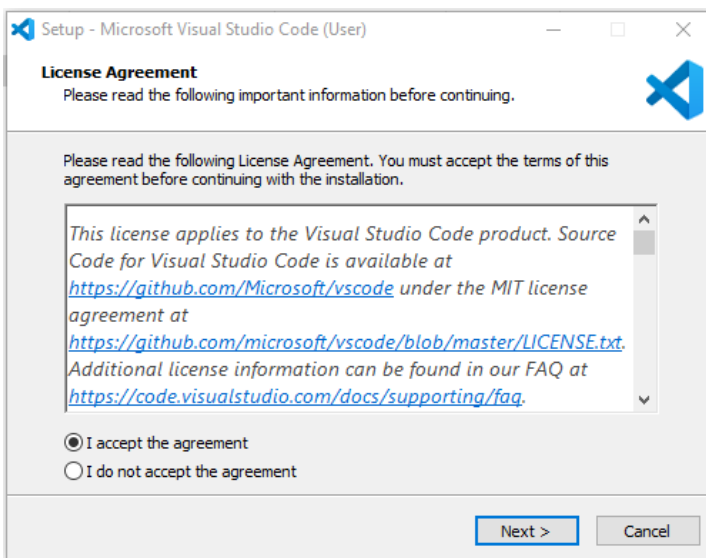 Setup - Microsoft Visual Studio Code (User)
License Agreement
Please read the following important information before continuing.
Please read the following License Agreement. You must accept the terms of this
agreement before continuing with the installation.
This license applies to the Visual Studio Code product. Source
Code for Visual Studio Code is available at
https://github.com/Microsoft/vscode under the MIT license
agreement at
https://github.com/microsoft/vscode/blob/master/LICENSE.txt.
Additional license information can be found in our FAQ at
https://code.visualstudio.com/docs/supporting/faq.
I accept the agreement
I do not accept the agreement
Next > Cancel